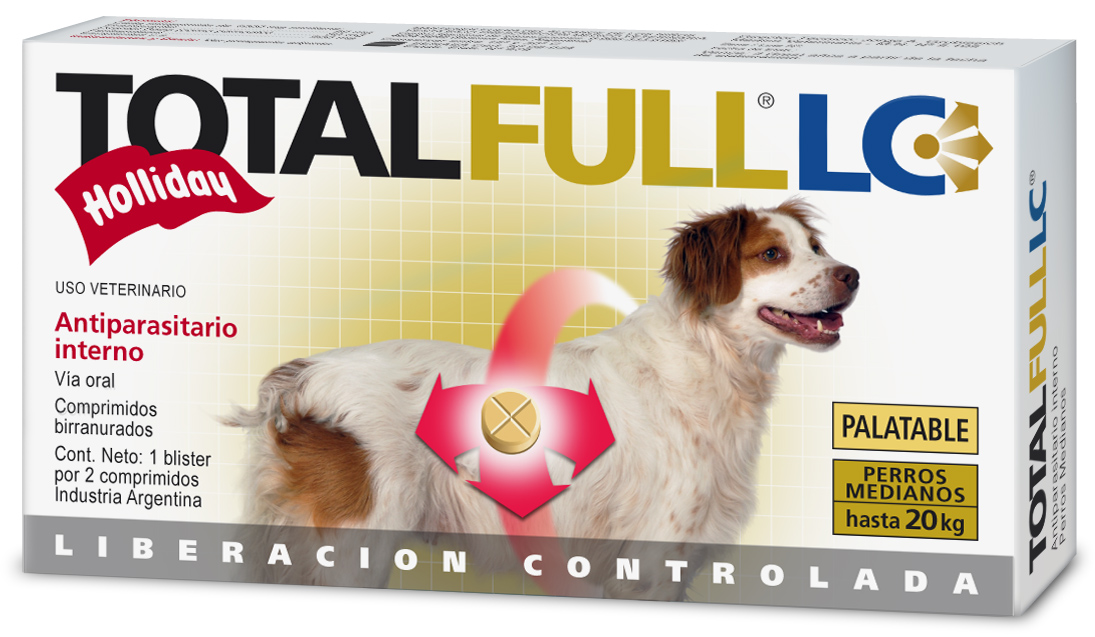 TOTAL FULL® LC
Holliday
USO VETERINARIO
Antiparasitario
interno
Vía oral
Comprimidos
birranurados
Cont. Neto: 1 blister
por 2 comprimidos
Industria Argentina
PALATABLE
PERROS
MEDIANOS
hasta 20 kg
LIBERACION CONTROLADA
TOTAL FULL LC®
Antiparasitario interno
Perros Medianos